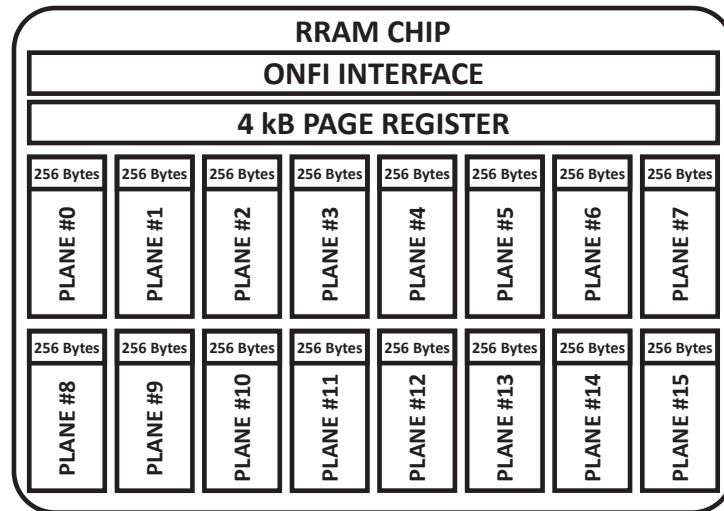 RRAM CHIP
ONFI INTERFACE
4 kB PAGE REGISTER
256 Bytes 256 Bytes 256 Bytes 256 Bytes 256 Bytes 256 Bytes 256 Bytes 256 Bytes
PLANE #0 PLANE #1 PLANE #2 PLANE #3 PLANE #4 PLANE #5 PLANE #6 PLANE #7
256 Bytes 256 Bytes 256 Bytes 256 Bytes 256 Bytes 256 Bytes 256 Bytes 256 Bytes
PLANE #8 PLANE #9 PLANE #10 PLANE #11 PLANE #12 PLANE #13 PLANE #14 PLANE #15